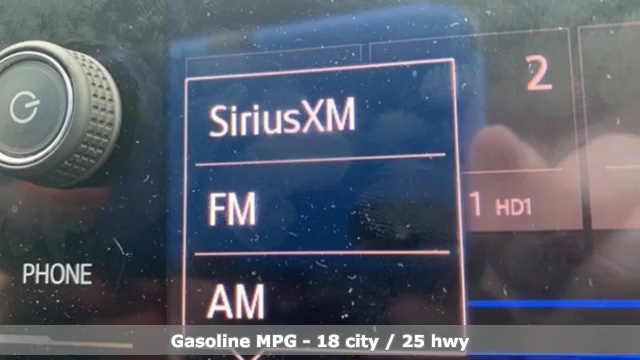 SiriusXM
2
FM
1 HD1
PHONE
AM
Gasoline MPG - 18 city / 25 hwy